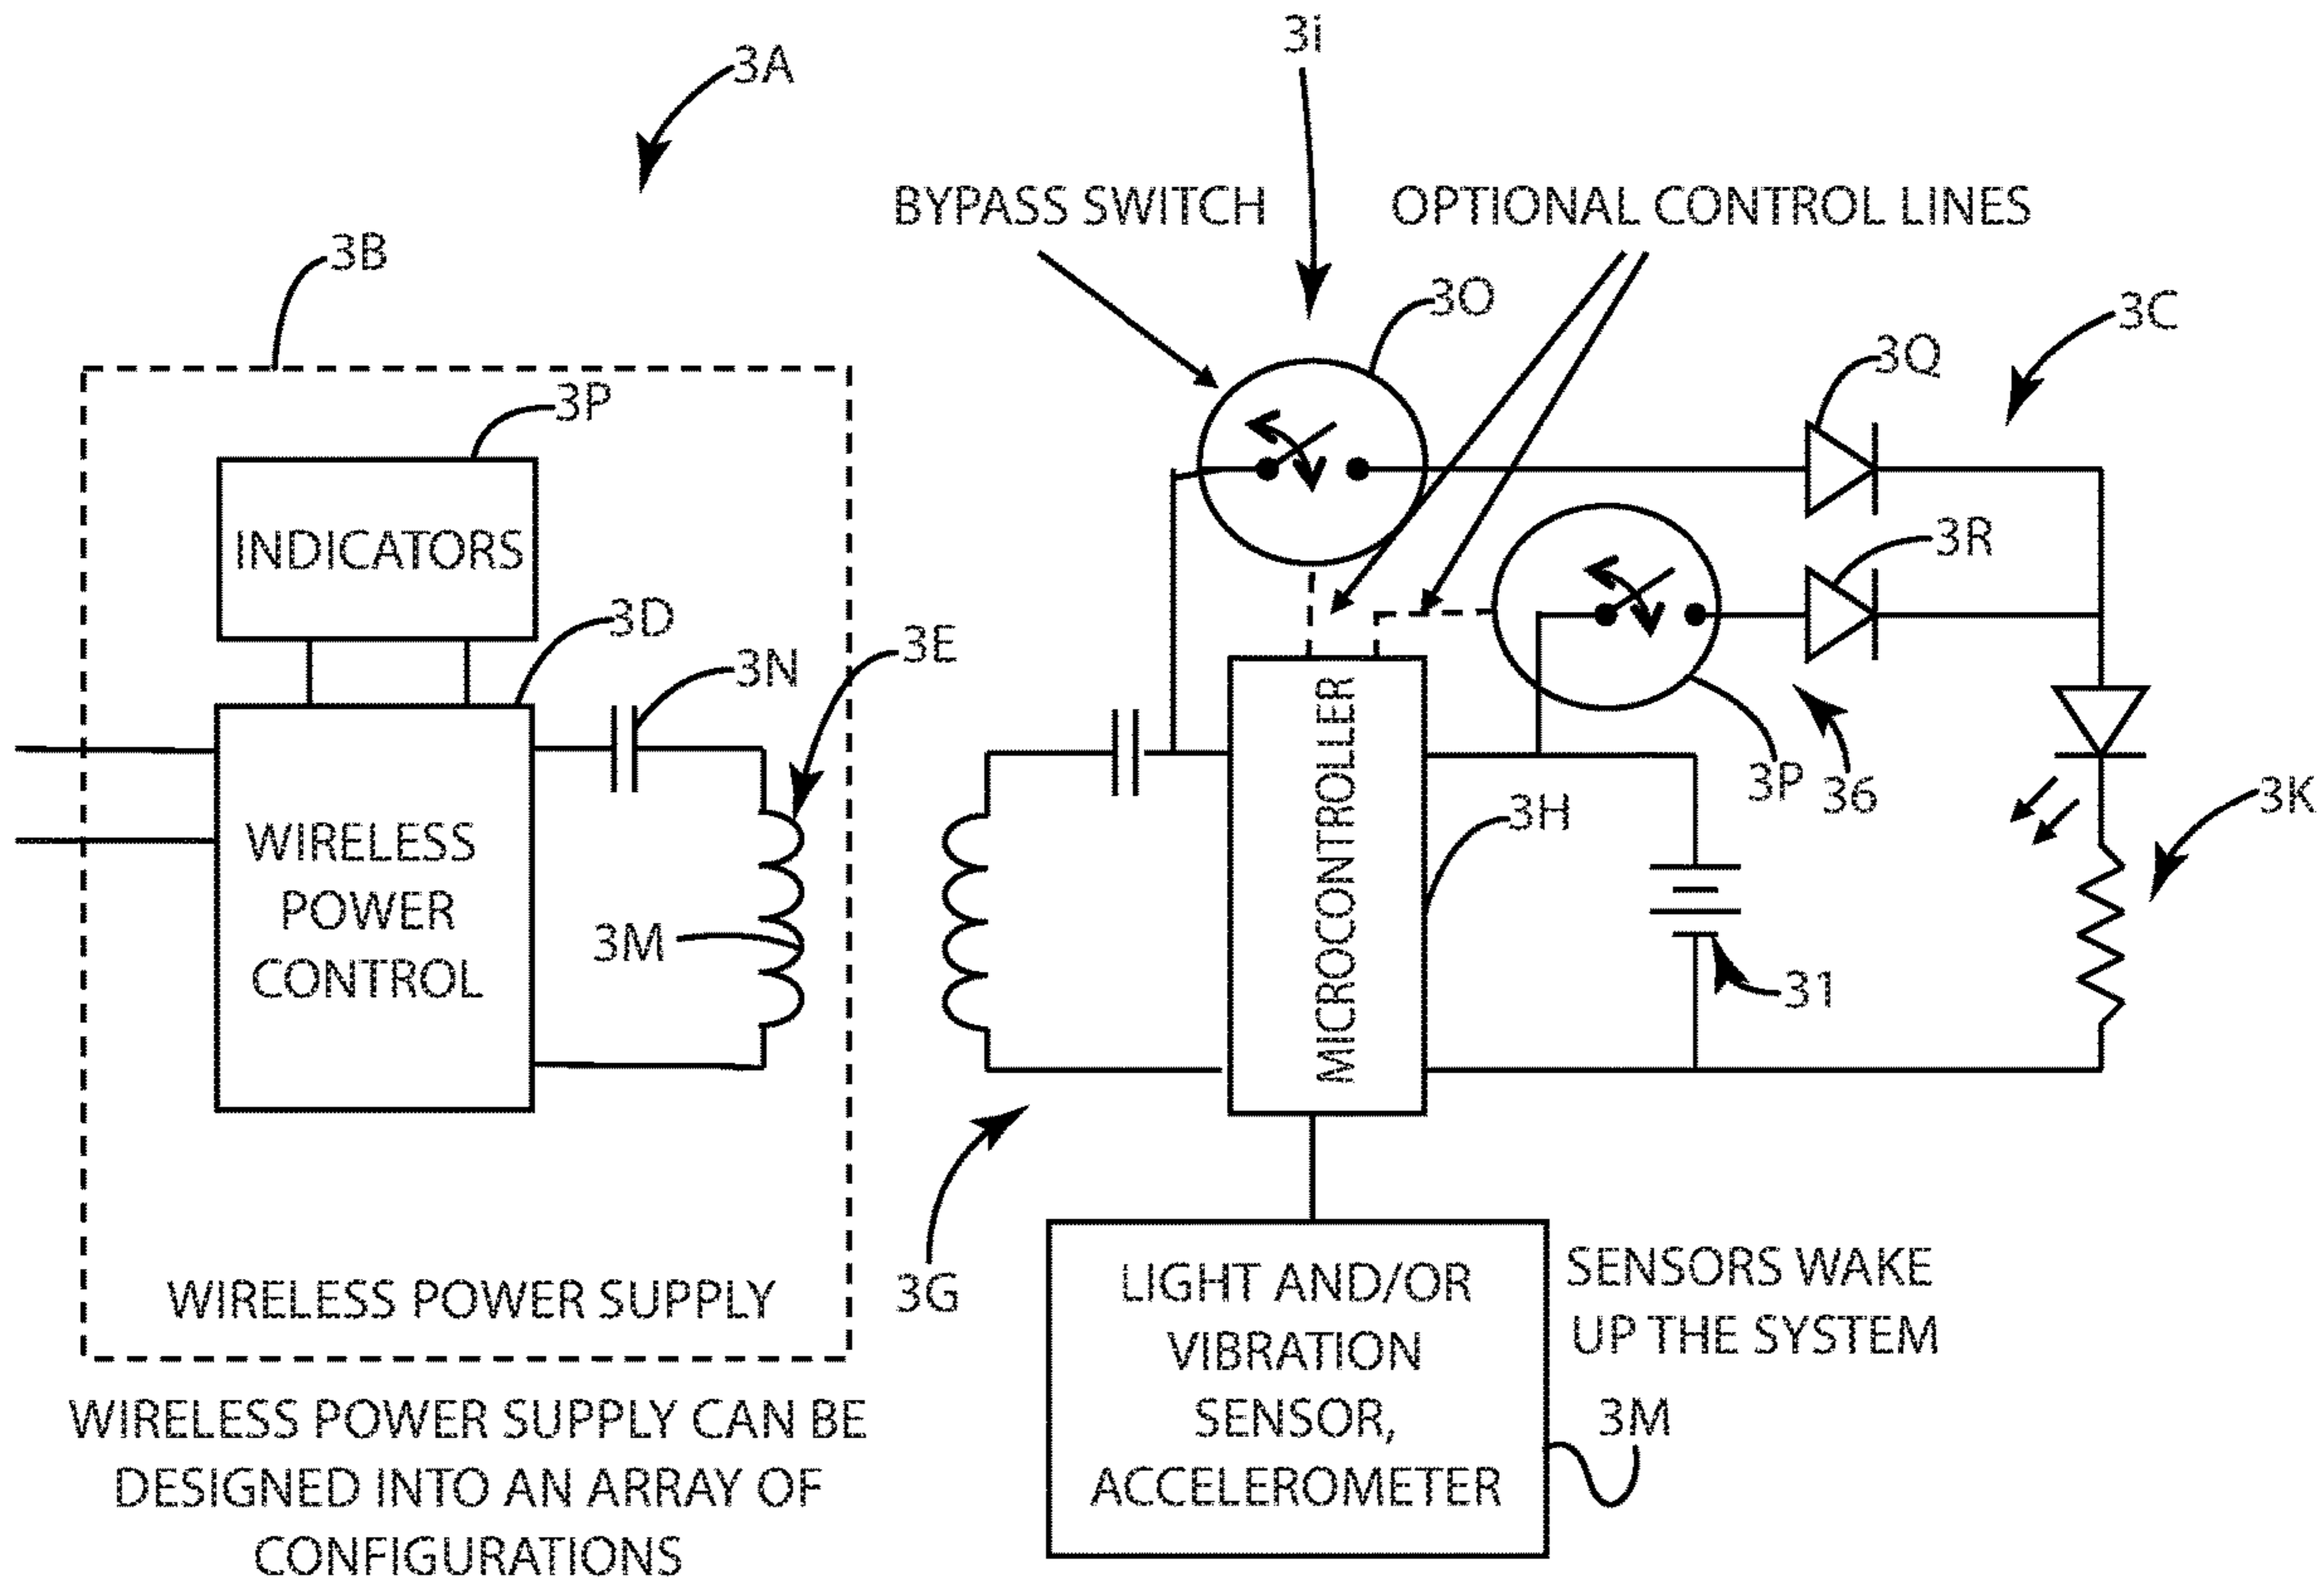 3A
3i
BYPASS SWITCH
OPTIONAL CONTROL LINES
3B
3O
3C
3Q
3P
INDICATORS
3R
3D
3N
3E
3P
36
3K
3H
MICROCONTROLLER
WIRELESS
POWER
CONTROL
3M
31
3G
WIRELESS POWER SUPPLY
LIGHT AND/OR
VIBRATION
SENSOR,
ACCELEROMETER
SENSORS WAKE
UP THE SYSTEM
3M
WIRELESS POWER SUPPLY CAN BE
DESIGNED INTO AN ARRAY OF
CONFIGURATIONS